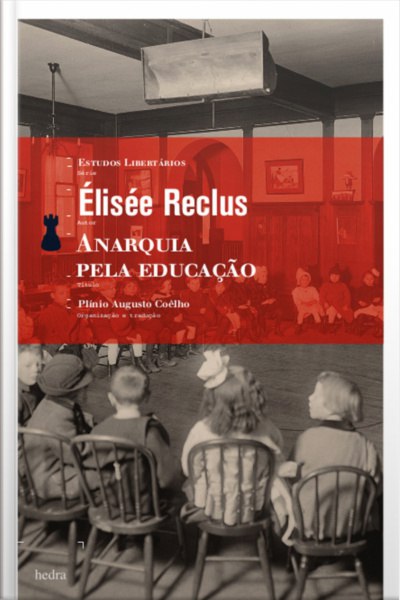 Estudos Libertários
Série
Élisée Reclus
Autor
Anarquia
pela educação
Título
Plínio Augusto Coêlho
Organização e tradução
hedra